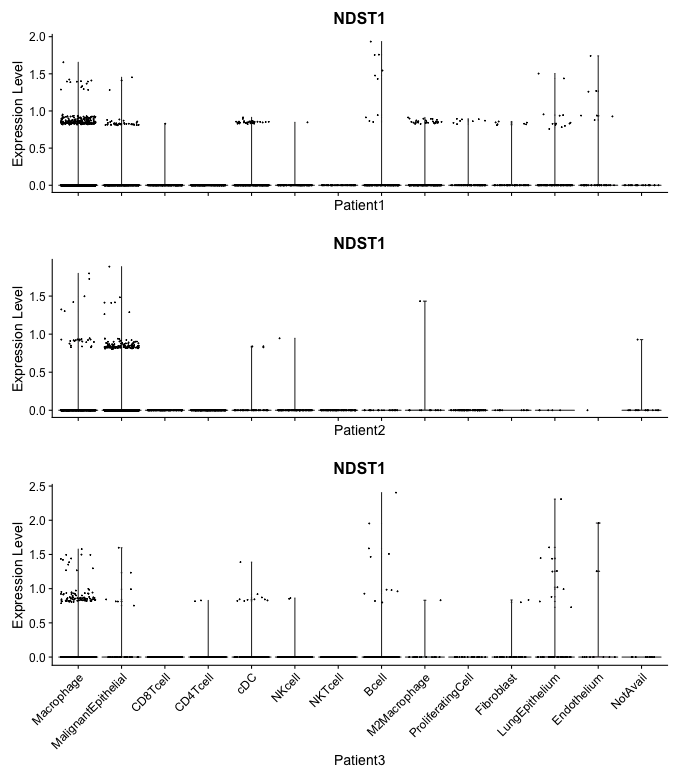 NDST1
Expression Level
2.0
1.5
1.0
0.5
0.0
Patient1
NDST1
Expression Level
1.5
1.0
0.5
0.0
Patient2
NDST1
Expression Level
2.5
2.0
1.5
1.0
0.5
0.0
Macrophage
MalignantEpithelial
CD8Tcell
CD4Tcell
cDC
NKcell
NKTcell
Bcell
M2Macrophage
ProliferatingCell
Fibroblast
LungEpithelium
Endothelium
NotAvail
Patient3